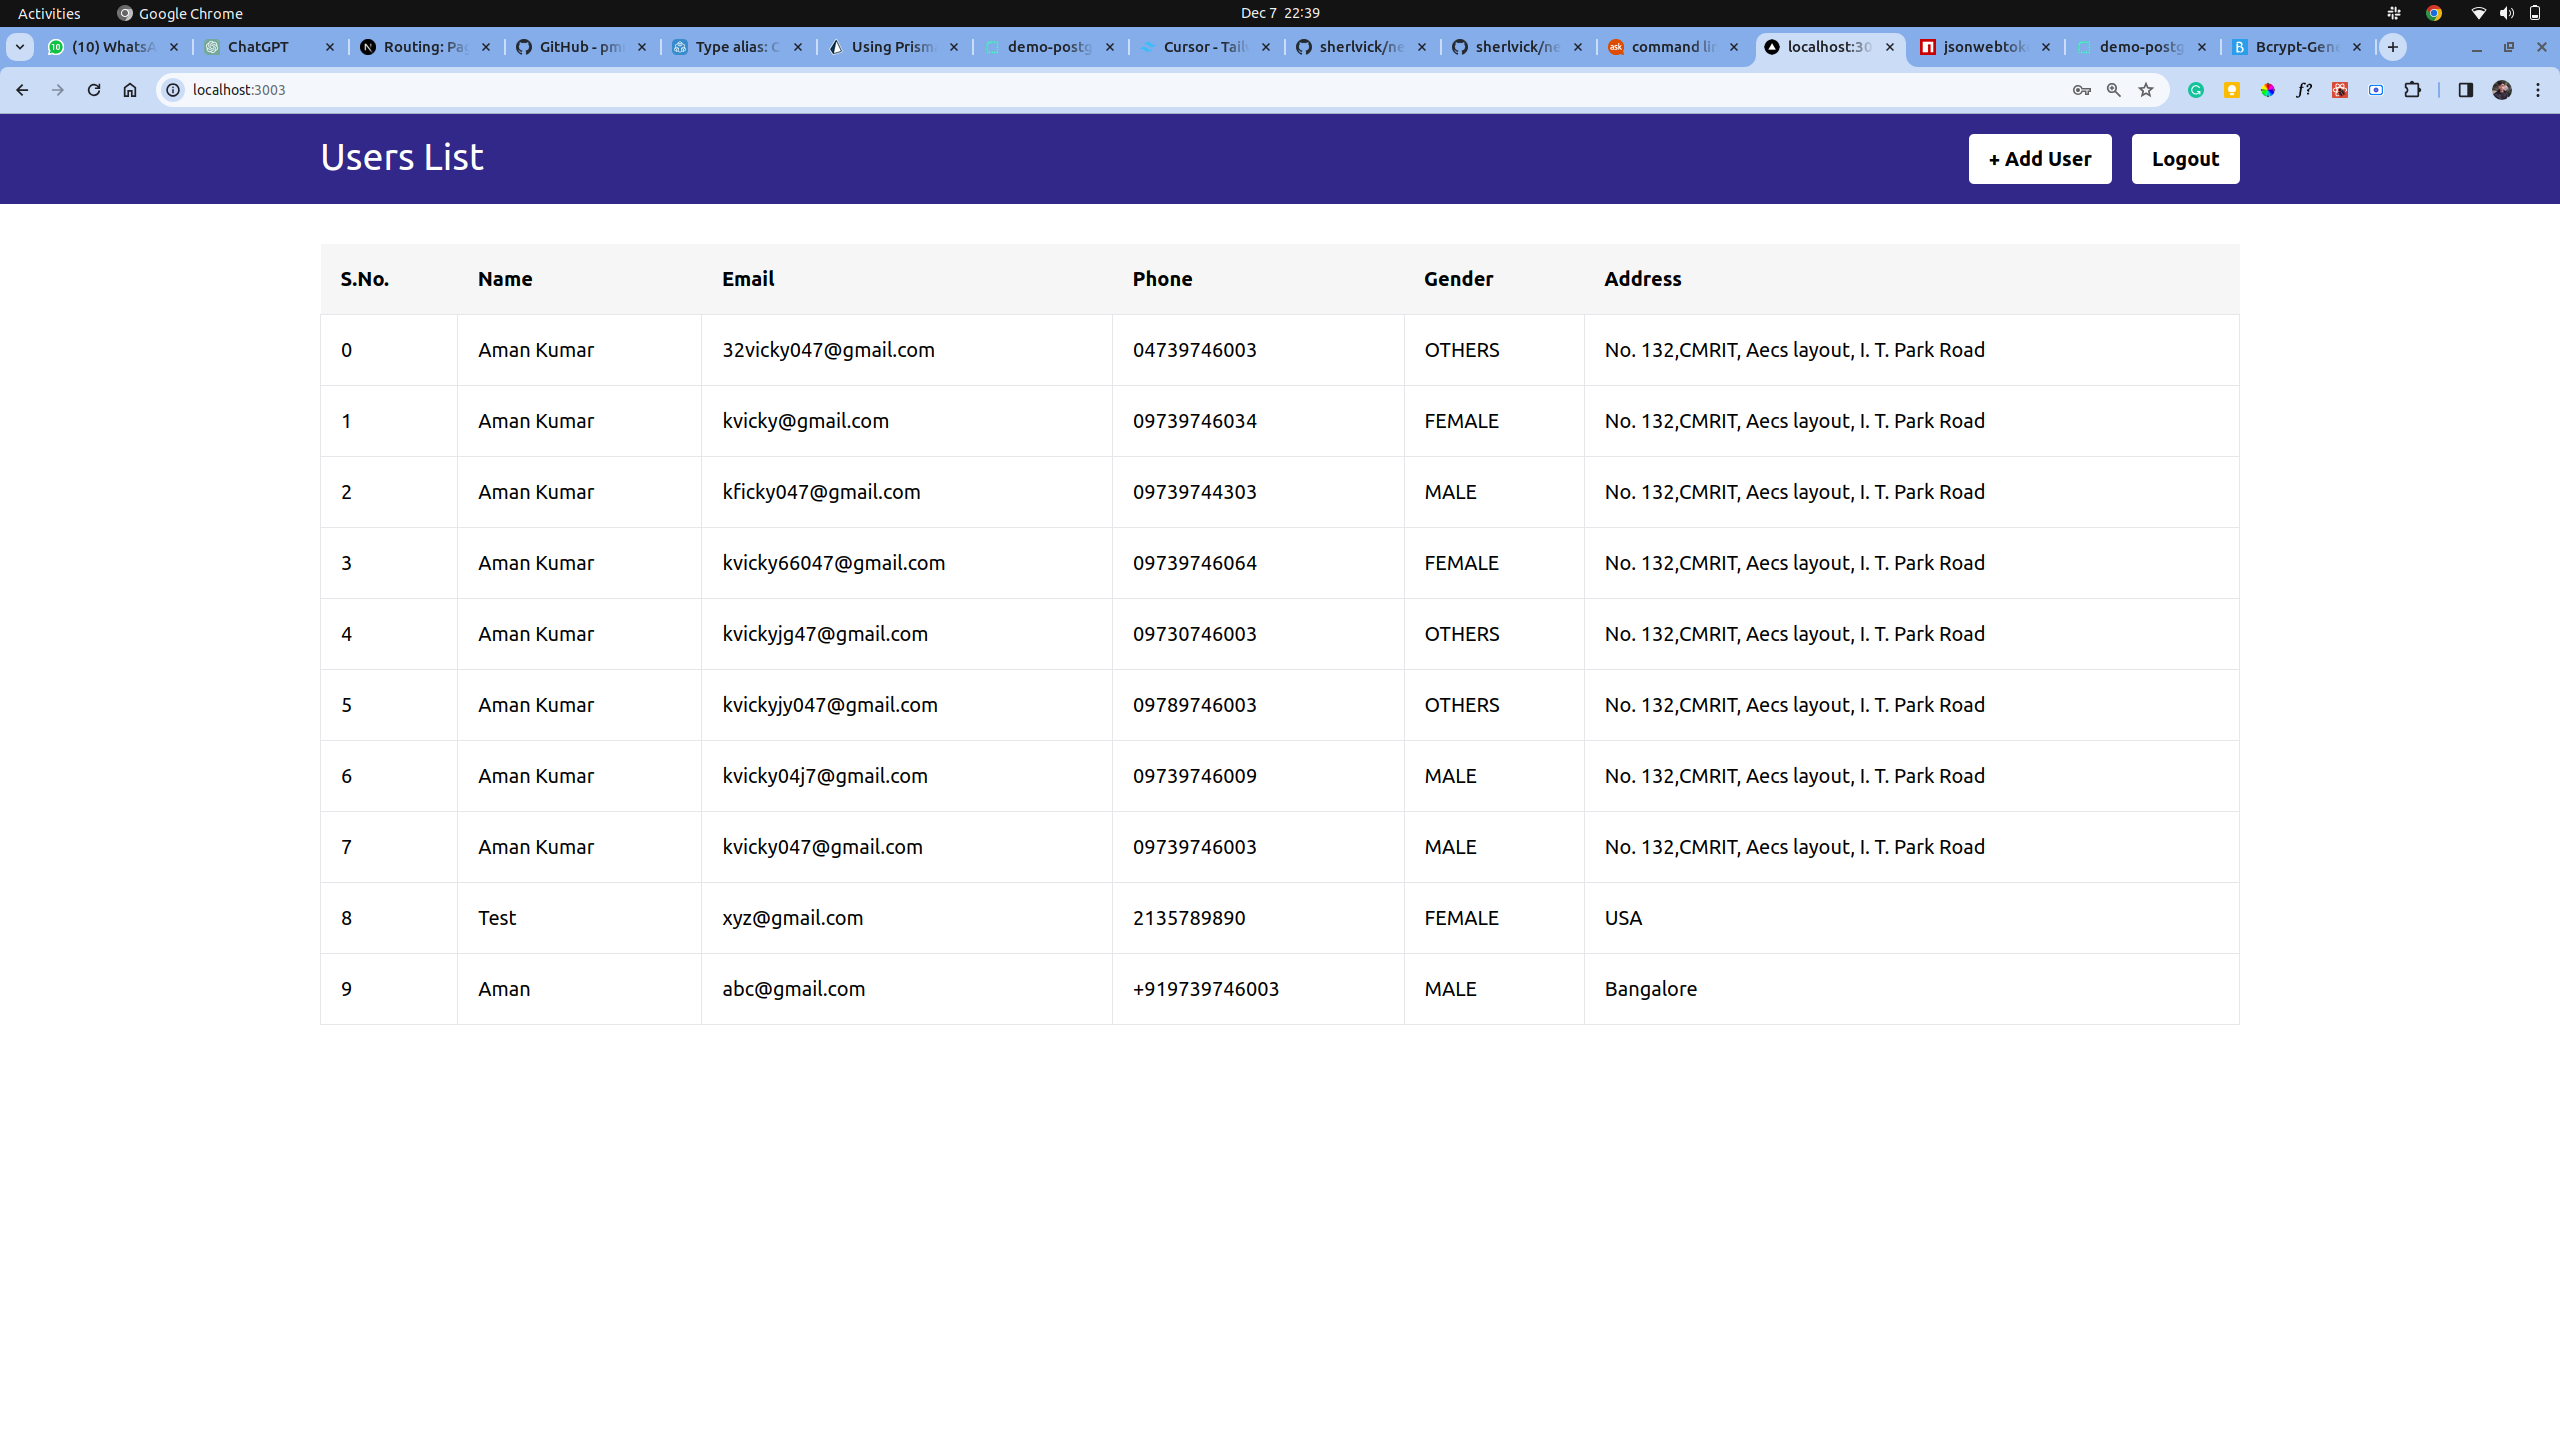 Activities Google Chrome Dec 7 22:39
(10) WhatsA ChatGPT Routing: Pag GitHub - pm Type alias: C Using Prism demo-postg Cursor - Tail sherlvick/ne sherlvick/ne command lin localhost:30 jsonwebtok demo-postg Bcrypt-Gene
localhost:3003
Users List + Add User Logout
S.No. Name Email Phone Gender Address
0 Aman Kumar 32vicky047@gmail.com 04739746003 OTHERS No. 132,CMRIT, Aecs layout, I. T. Park Road
1 Aman Kumar kvicky@gmail.com 09739746034 FEMALE No. 132,CMRIT, Aecs layout, I. T. Park Road
2 Aman Kumar kficky047@gmail.com 09739744303 MALE No. 132,CMRIT, Aecs layout, I. T. Park Road
3 Aman Kumar kvicky66047@gmail.com 09739746064 FEMALE No. 132,CMRIT, Aecs layout, I. T. Park Road
4 Aman Kumar kvickyjg47@gmail.com 09730746003 OTHERS No. 132,CMRIT, Aecs layout, I. T. Park Road
5 Aman Kumar kvickyjy047@gmail.com 09789746003 OTHERS No. 132,CMRIT, Aecs layout, I. T. Park Road
6 Aman Kumar kvicky04j7@gmail.com 09739746009 MALE No. 132,CMRIT, Aecs layout, I. T. Park Road
7 Aman Kumar kvicky047@gmail.com 09739746003 MALE No. 132,CMRIT, Aecs layout, I. T. Park Road
8 Test xyz@gmail.com 2135789890 FEMALE USA
9 Aman abc@gmail.com +919739746003 MALE Bangalore